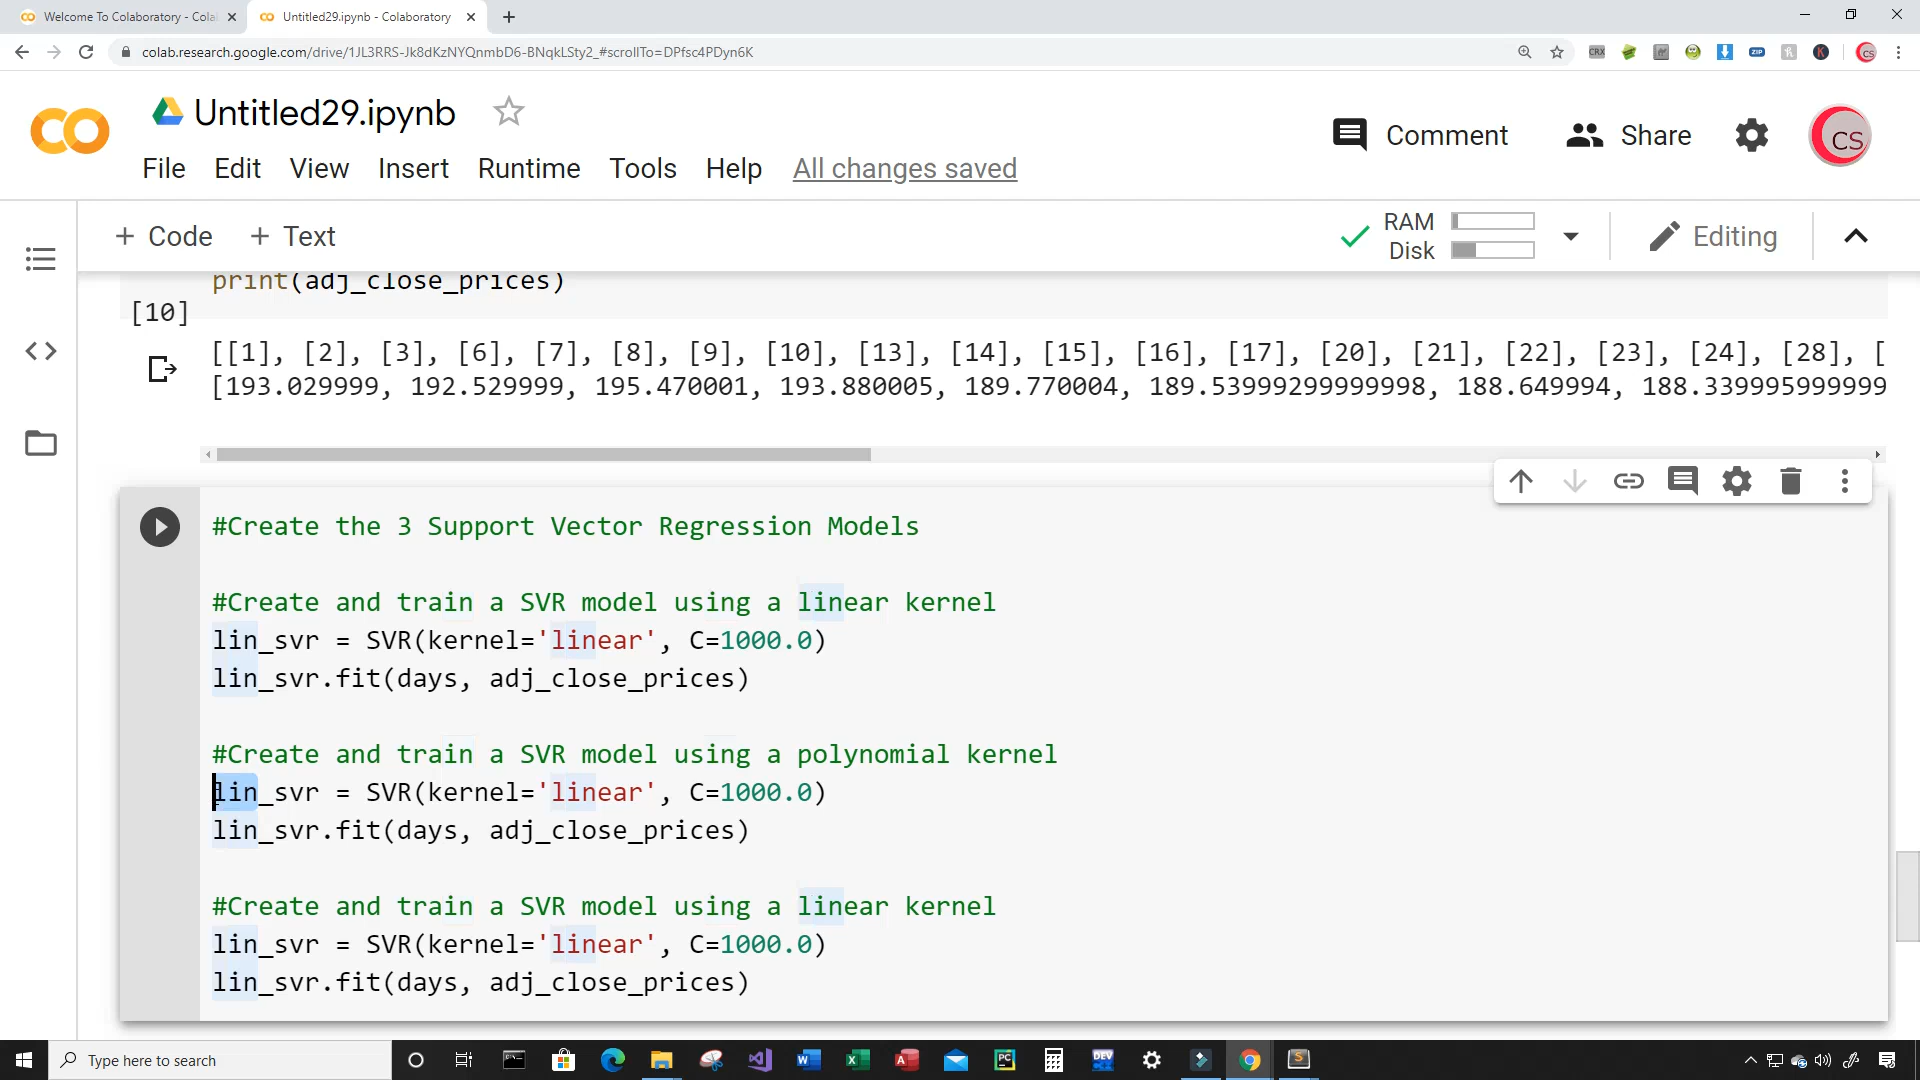 Welcome To Colaboratory - Cola
Untitled29.ipynb - Colaboratory
colab.research.google.com/drive/1JL3RRS-Jk8dKzNYQnmbD6-BNqkLSty2_#scrollTo=DPfsc4PDyn6K
CRX
ZIP
K
CS
Untitled29.ipynb
Comment
Share
CS
File Edit View Insert Runtime Tools Help All changes saved
+ Code + Text
RAM
Disk
Editing
print(adj_close_prices)
[10]
[[1], [2], [3], [6], [7], [8], [9], [10], [13], [14], [15], [16], [17], [20], [21], [22], [23], [24], [28], [
[193.029999, 192.529999, 195.470001, 193.880005, 189.770004, 189.53999299999998, 188.649994, 188.339995999999
#Create the 3 Support Vector Regression Models
#Create and train a SVR model using a linear kernel
lin_svr = SVR(kernel='linear', C=1000.0)
lin_svr.fit(days, adj_close_prices)
#Create and train a SVR model using a polynomial kernel
lin_svr = SVR(kernel='linear', C=1000.0)
lin_svr.fit(days, adj_close_prices)
#Create and train a SVR model using a linear kernel
lin_svr = SVR(kernel='linear', C=1000.0)
lin_svr.fit(days, adj_close_prices)
Type here to search
PC
DEV